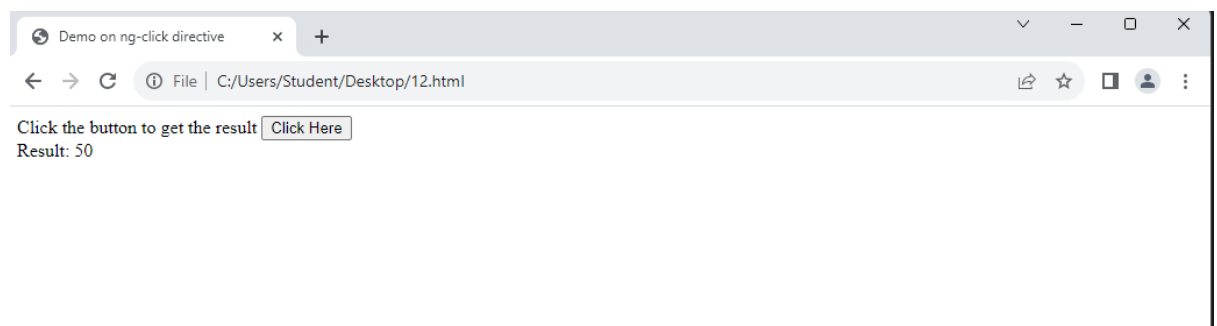 Demo on ng-click directive
File | C:/Users/Student/Desktop/12.html
Click the button to get the result Click Here
Result: 50